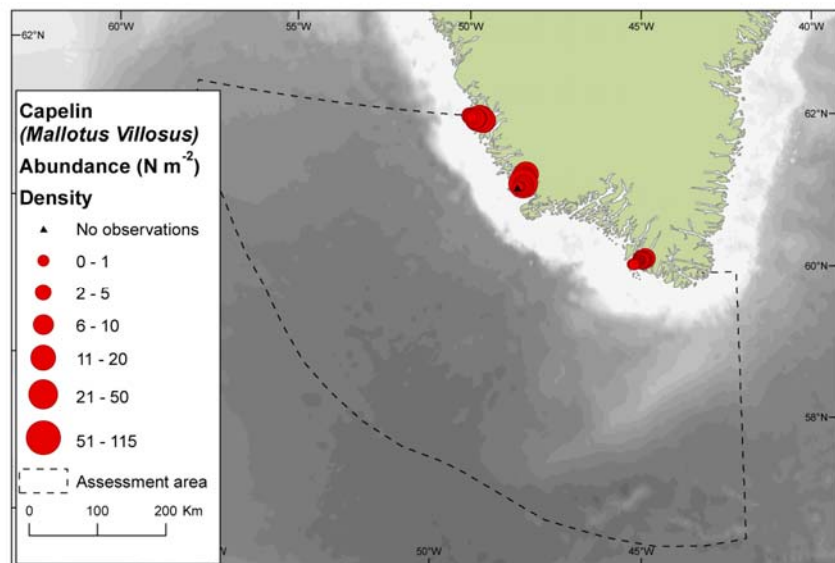 60°W
55°W
50°W
45°W
40°W
62°N
62°N
60°N
58°N
50°W
45°W
Capelin
(Mallotus Villosus)
Abundance (N m-2)
Density
No observations
0 - 1
2 - 5
6 - 10
11 - 20
21 - 50
51 - 115
Assessment area
0 100 200 Km